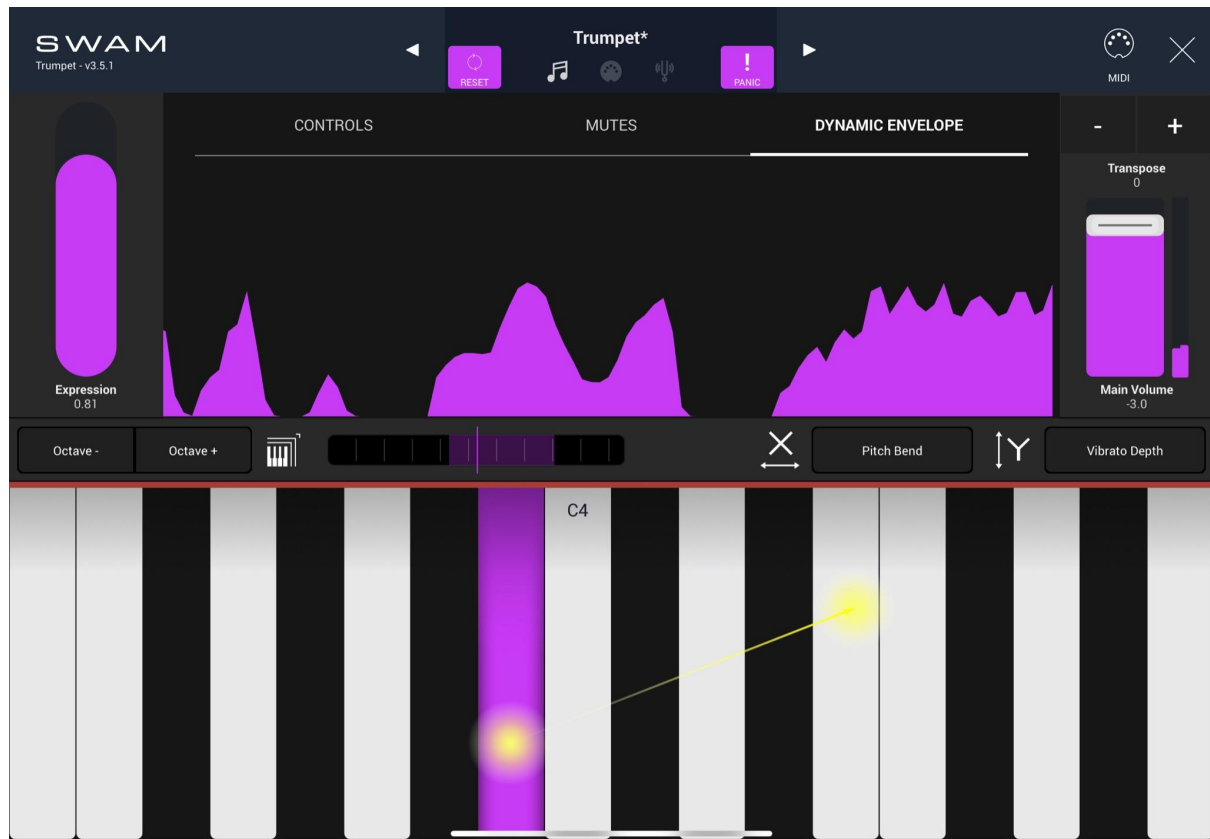 SWAM
Trumpet - v3.5.1
Trumpet*
RESET
!
PANIC
MIDI
CONTROLS
MUTES
DYNAMIC ENVELOPE
- +
Transpose
0
Expression
0.81
Main Volume
-3.0
Octave -
Octave +
X
Pitch Bend
Y
Vibrato Depth
C4